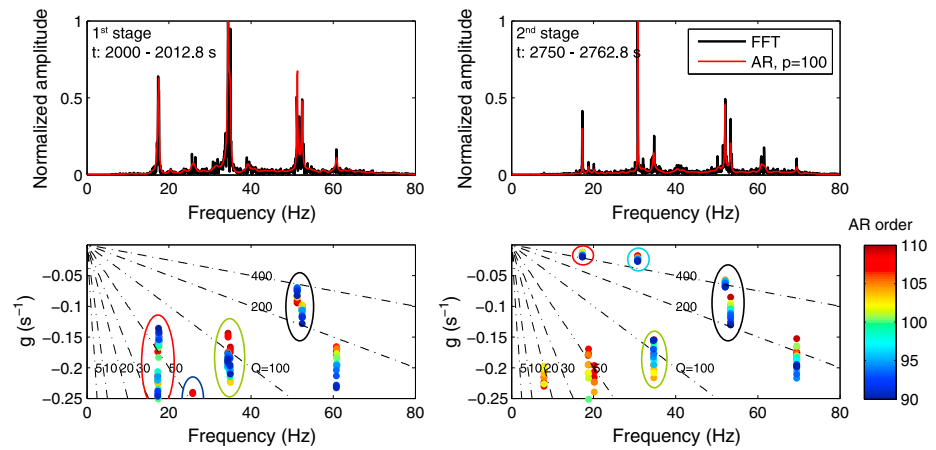 1st stage
t: 2000 - 2012.8 s
Normalized amplitude
1
0.5
0
0 20 40 60 80
Frequency (Hz)
2nd stage
t: 2750 - 2762.8 s
FFT
AR, p=100
Normalized amplitude
1
0.5
0
0 20 40 60 80
Frequency (Hz)
g (s-1)
−0.05
−0.1
−0.15
−0.2
−0.25
400
200
5 10 20 30 60 Q=100
0 20 40 60 80
Frequency (Hz)
g (s-1)
−0.05
−0.1
−0.15
−0.2
−0.25
400
200
5 10 20 30 60 Q=100
0 20 40 60 80
Frequency (Hz)
AR order
110
105
100
95
90